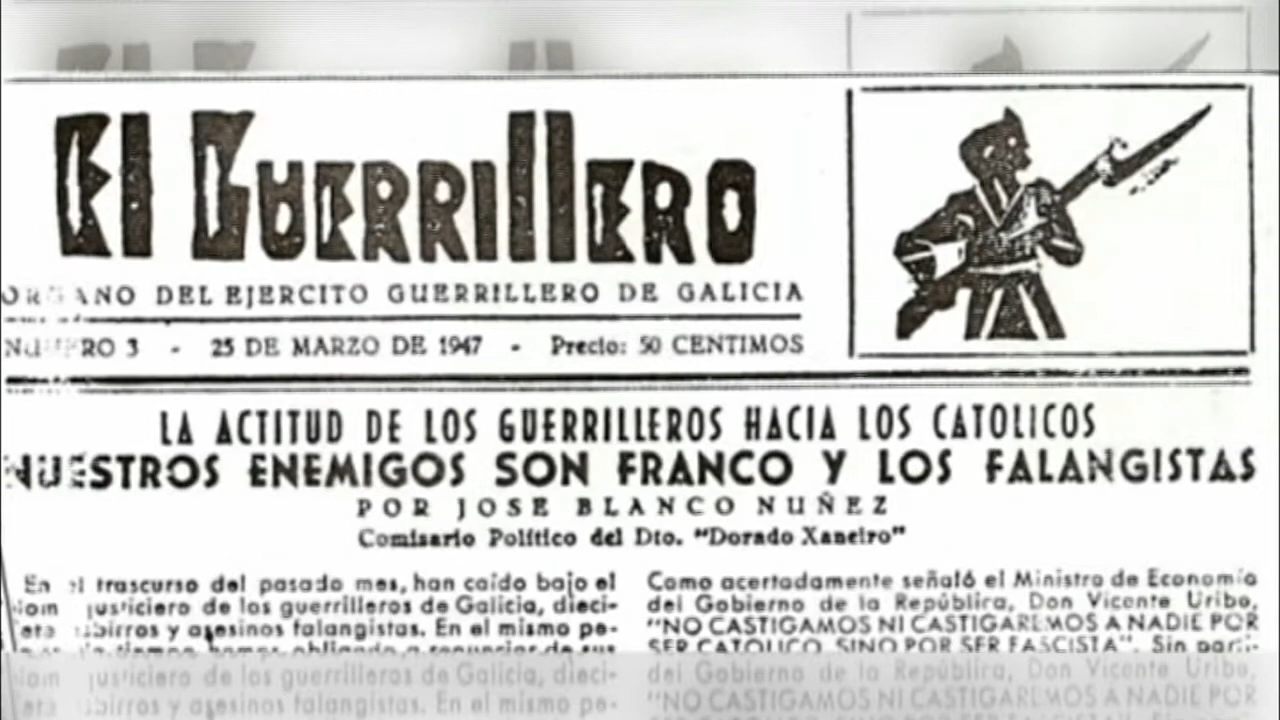 El Guerrillero
ORGANO DEL EJERCITO GUERRILLERO DE GALICIA
NUMERO 3 - 25 DE MARZO DE 1947 - Precio: 50 CENTIMOS
LA ACTITUD DE LOS GUERRILLEROS HACIA LOS CATOLICOS
NUESTROS ENEMIGOS SON FRANCO Y LOS FALANGISTAS
POR JOSE BLANCO NUÑEZ
Comisario Político del Dto. "Dorado Xaneiro"
En el trascurso del pasado mes, han caído bajo el
justiciero de los guerrilleros de Galicia, dieci-
y asesinos falangistas. En el mismo pe-
Como acertadamente señaló el Ministro de Economía
del Gobierno de la República, Don Vicente Uribe,
"NO CASTIGAMOS NI CASTIGAREMOS A NADIE POR
SER CATOLICO, SINO POR SER FASCISTA". Sin parti-